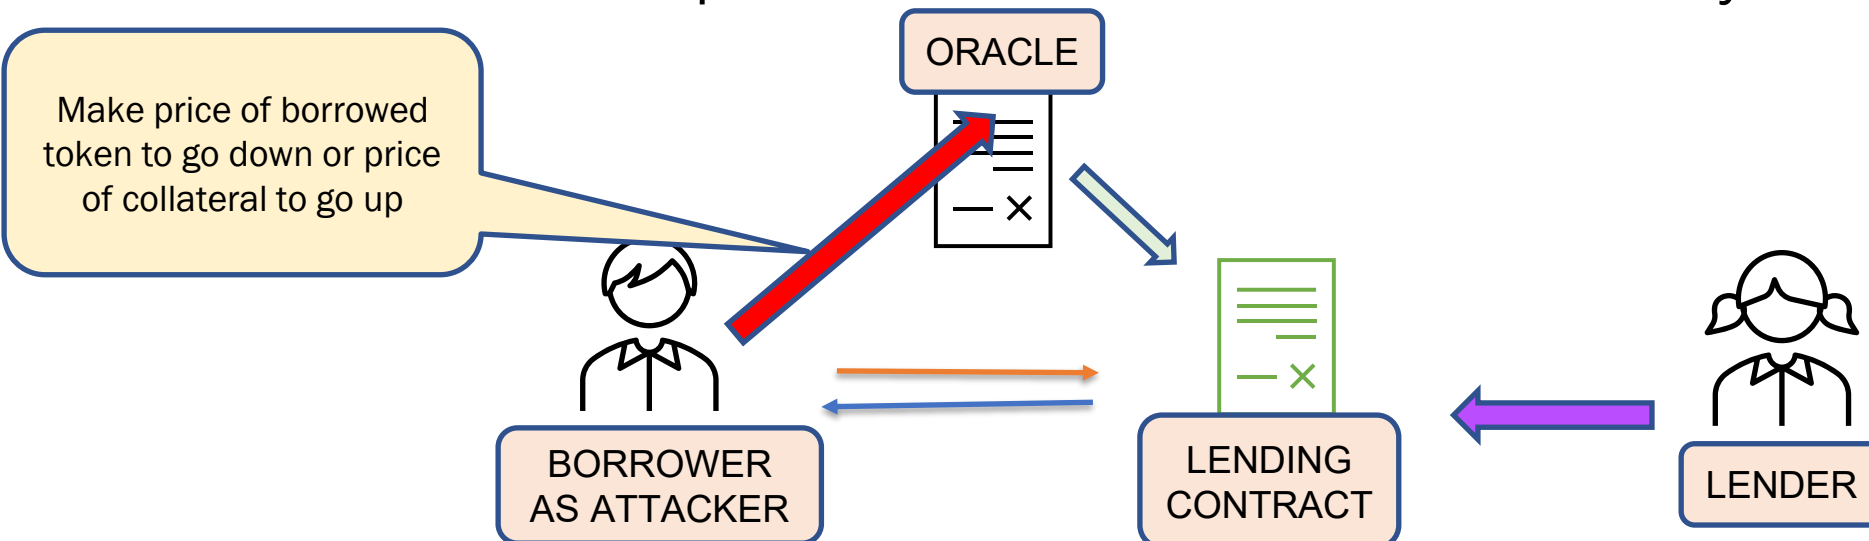 ORACLE
Make price of borrowed
token to go down or price
of collateral to go up
BORROWER
AS ATTACKER
LENDING
CONTRACT
LENDER